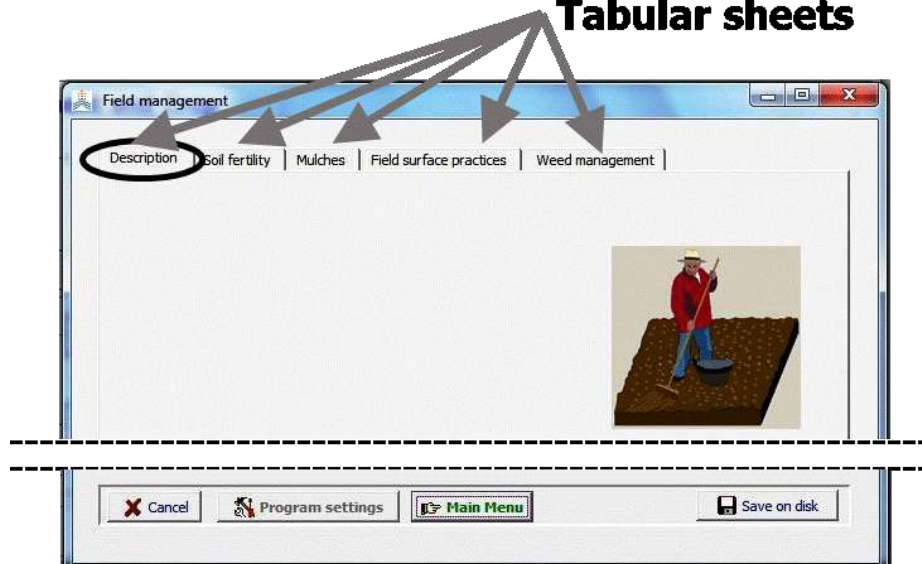 Tabular sheets
Field management
Description Soil fertility Mulches Field surface practices Weed management
Cancel Program settings Main Menu Save on disk